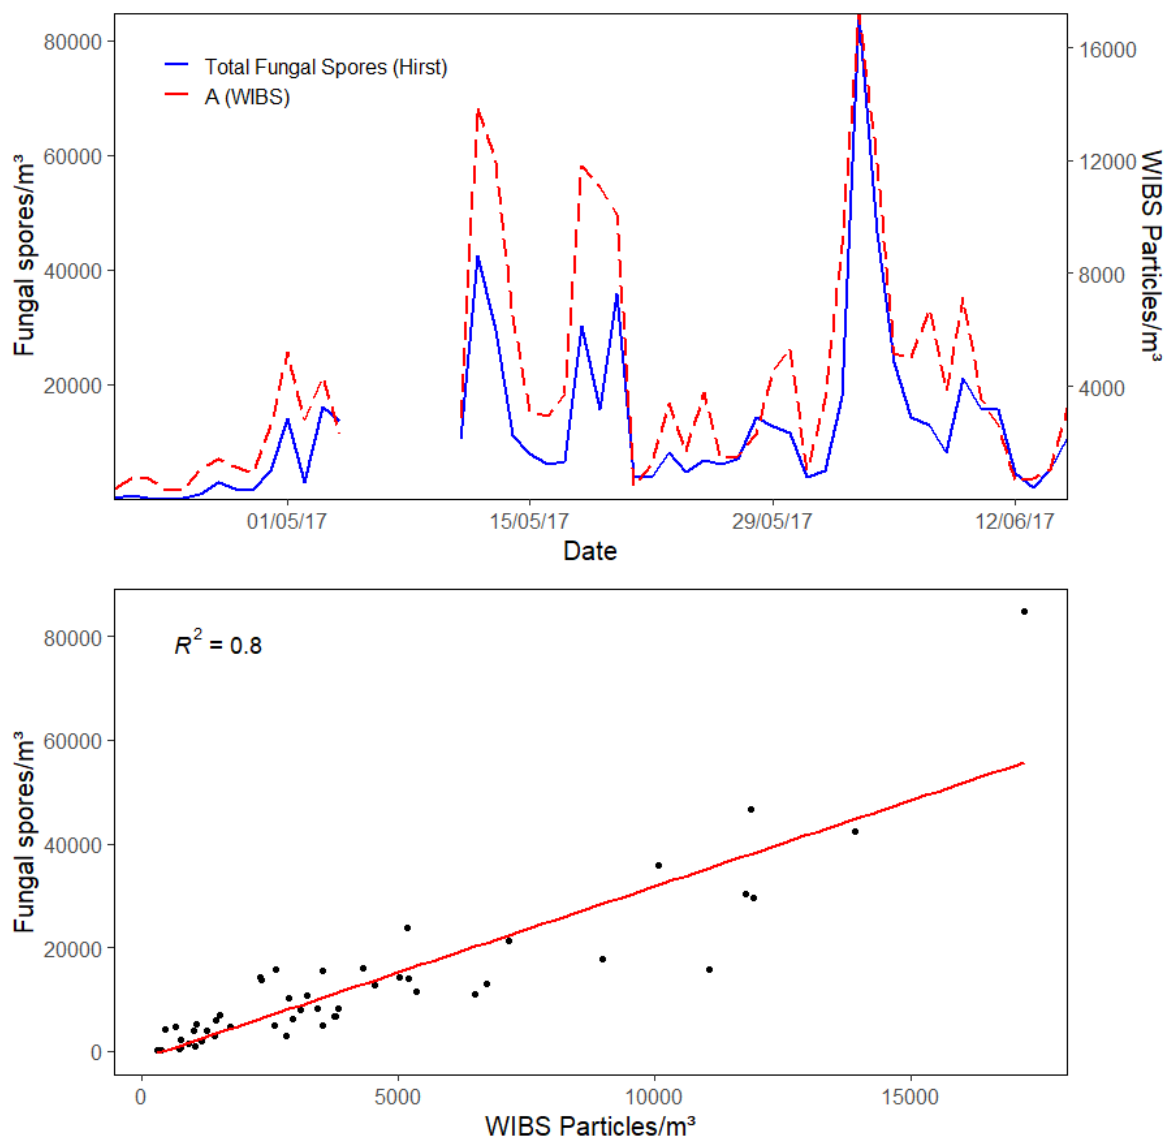 80000
60000
40000
20000
Fungal spores/m³
Total Fungal Spores (Hirst)
A (WIBS)
16000
12000
8000
4000
WIBS Particles/m³
01/05/17
15/05/17
29/05/17
12/06/17
Date
R² = 0.8
80000
60000
40000
20000
0
Fungal spores/m³
0
5000
10000
15000
WIBS Particles/m³